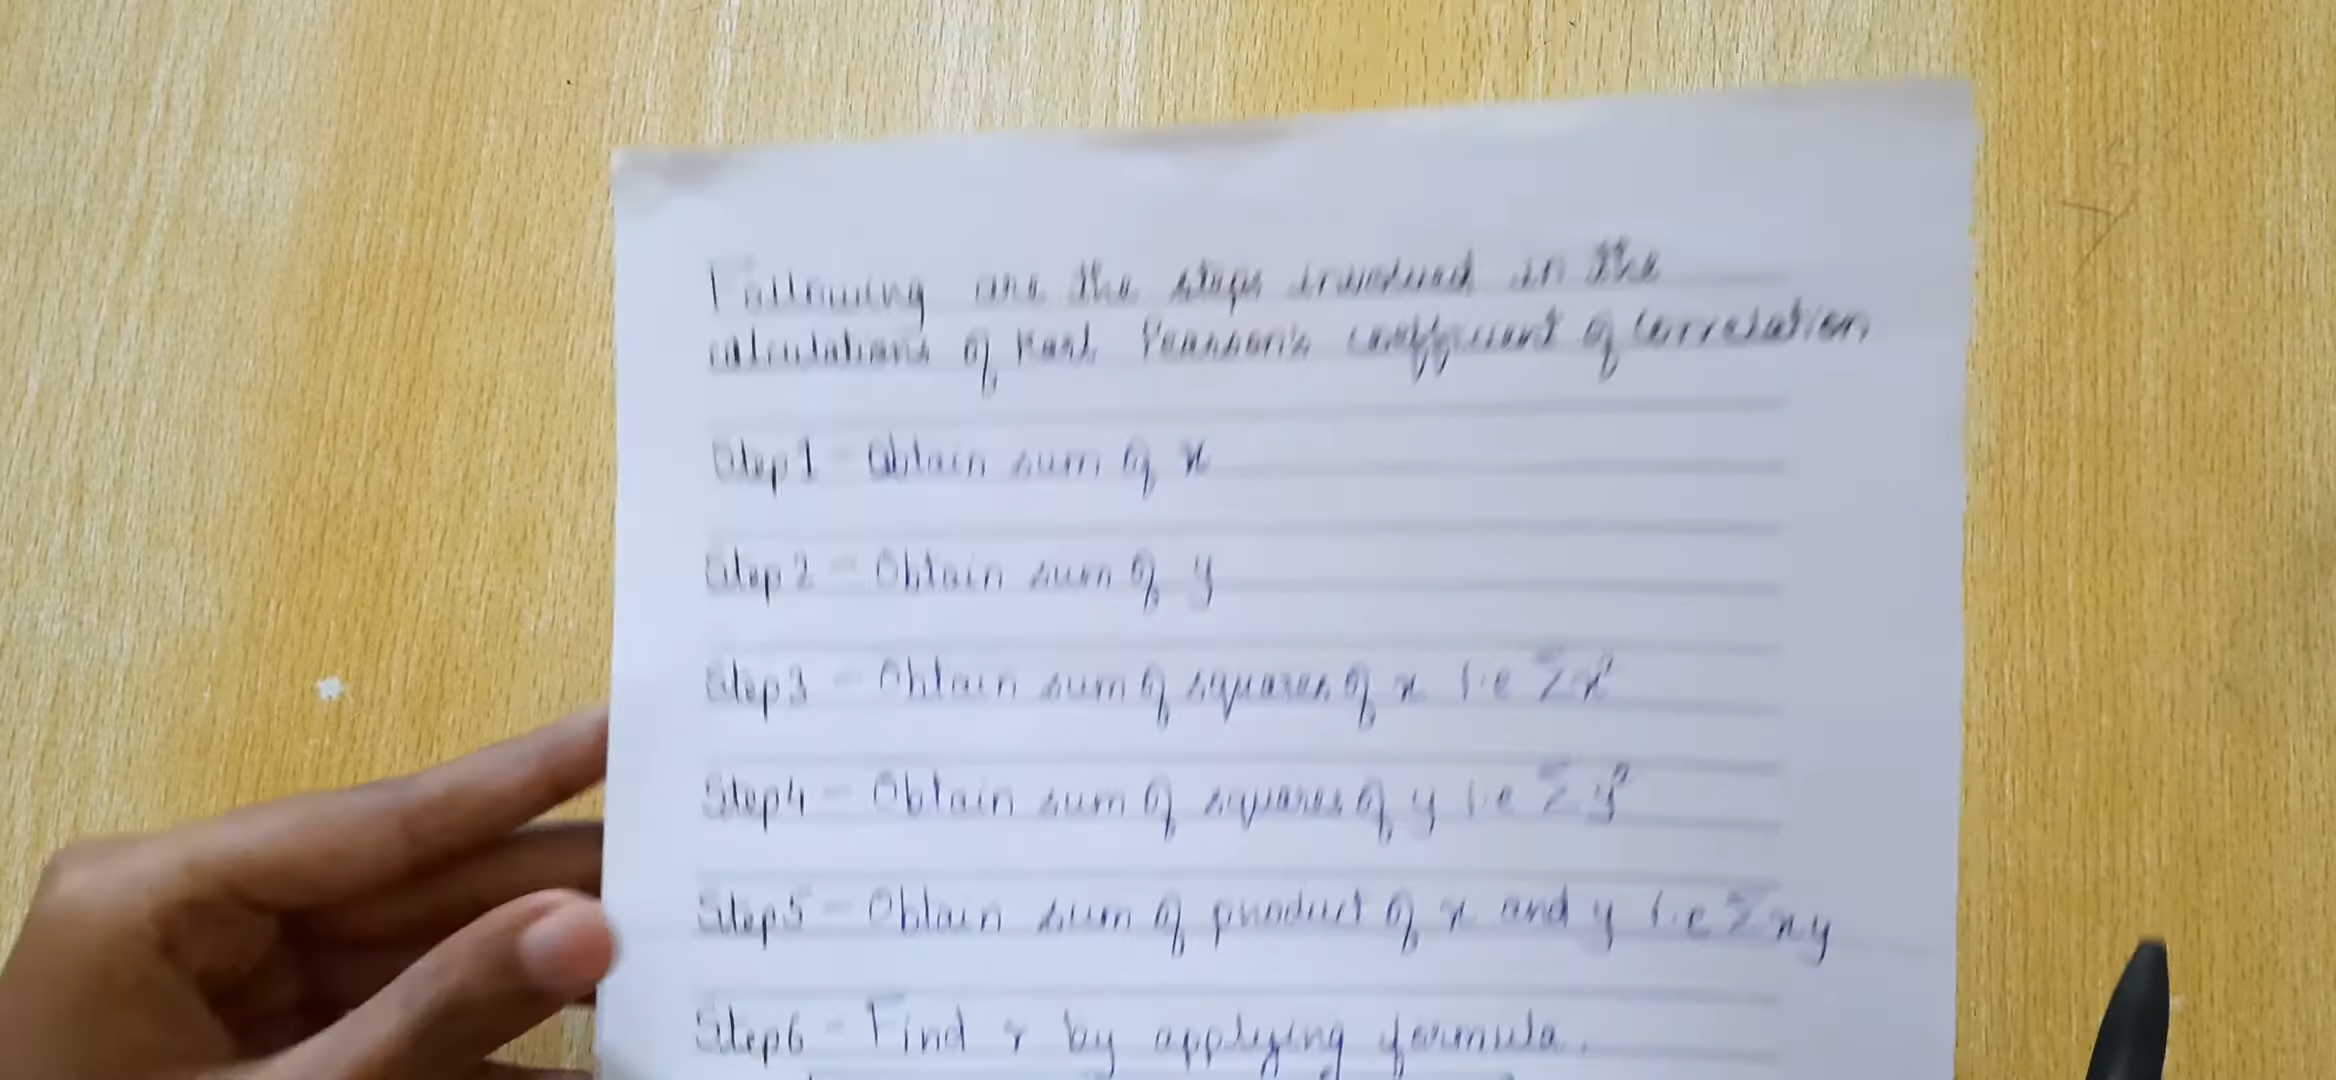 Following are the steps involved in the
calculations of Karl Pearson's coefficient of Correlation
Step 1 - Obtain sum of x
Step 2 - Obtain sum of y
Step 3 - Obtain sum of squares of x i.e Σx²
Step 4 - Obtain sum of squares of y i.e Σy²
Step 5 - Obtain sum of product of x and y i.e Σxy
Step 6 - Find r by applying formula.